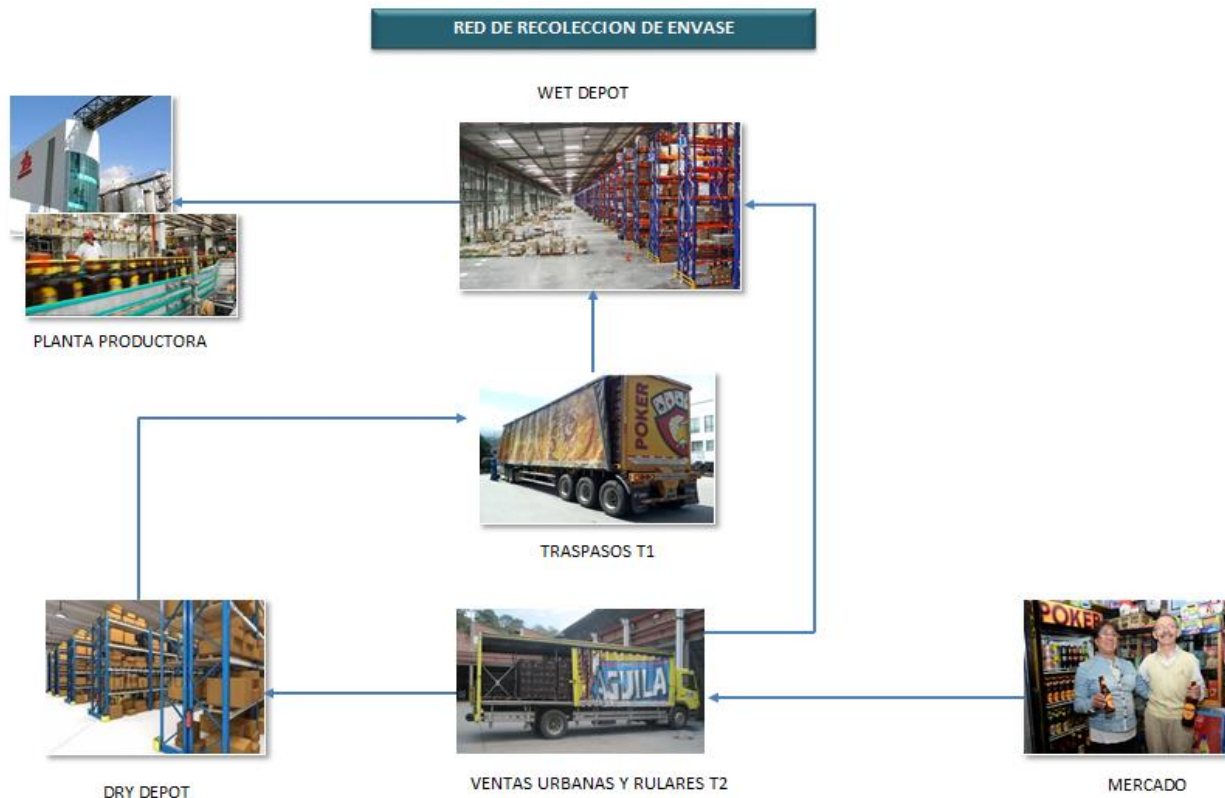 RED DE RECOLECCION DE ENVASE
WET DEPOT
PLANTA PRODUCTORA
POKER
TRASPASOS T1
POKER
AGUILA
DRY DEPOT
VENTAS URBANAS Y RULARES T2
MERCADO